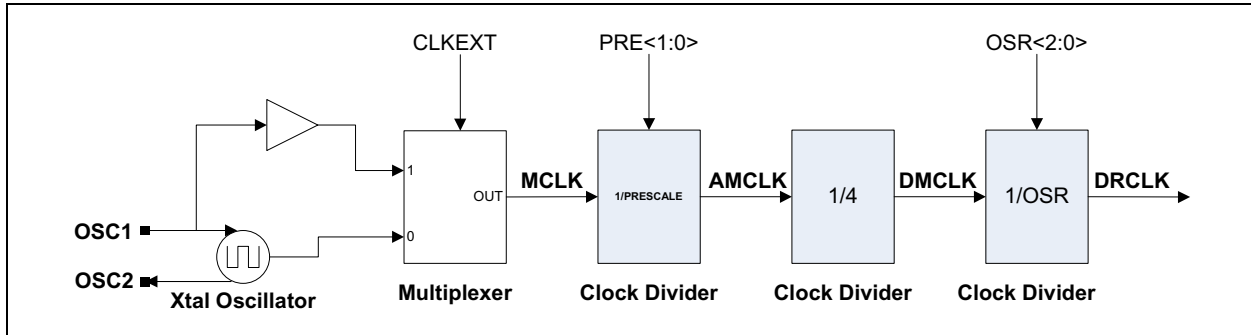 CLKEXT
PRE<1:0>
OSR<2:0>
1
OUT
0
MCLK
1/PRESCALE
AMCLK
1/4
DMCLK
1/OSR
DRCLK
OSC1
OSC2
Xtal Oscillator
Multiplexer
Clock Divider
Clock Divider
Clock Divider